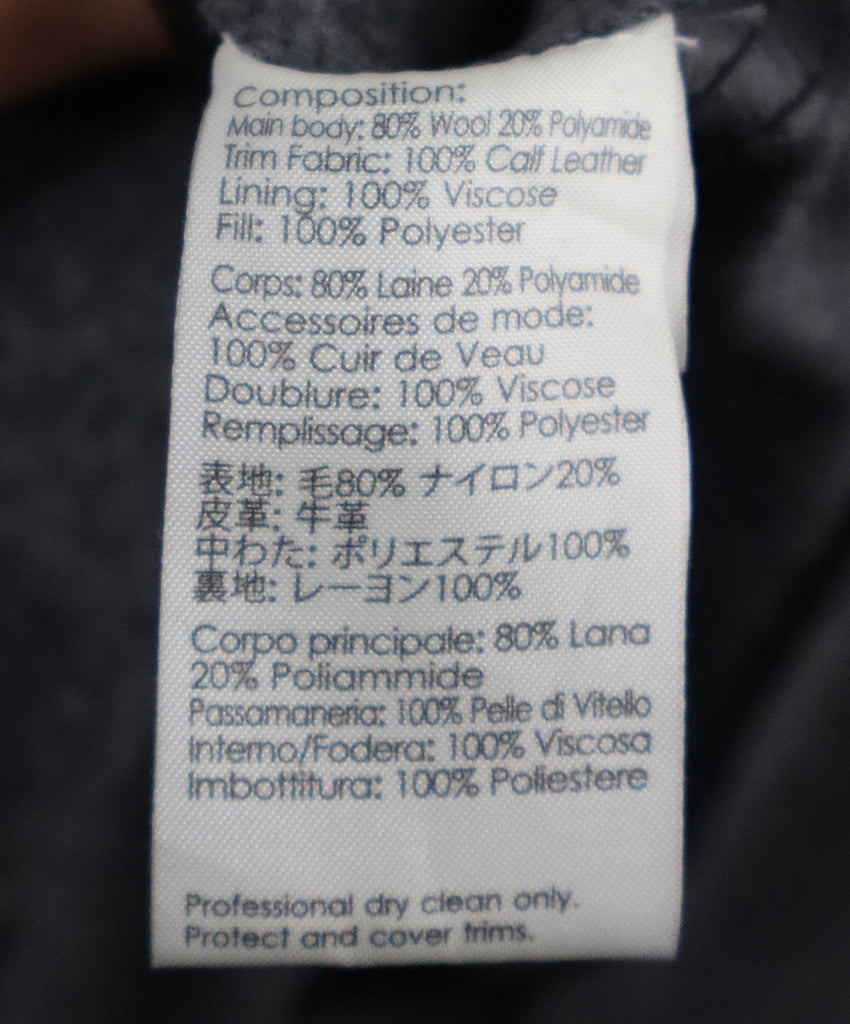 Composition:
Main body: 80% Wool 20% Polyamide
Trim Fabric: 100% Calf Leather
Lining: 100% Viscose
Fill: 100% Polyester
Corps: 80% Laine 20% Polyamide
Accessoires de mode:
100% Cuir de Veau
Doublure: 100% Viscose
Remplissage: 100% Polyester
表地: 毛80% ナイロン20%
皮革: 牛革
中わた: ポリエステル100%
裏地: レーヨン100%
Corpo principale: 80% Lana
20% Poliammide
Passamaneria: 100% Pelle di Vitello
Interno/Fodera: 100% Viscosa
Imbottitura: 100% Poliestere
Professional dry clean only.
Protect and cover trims.